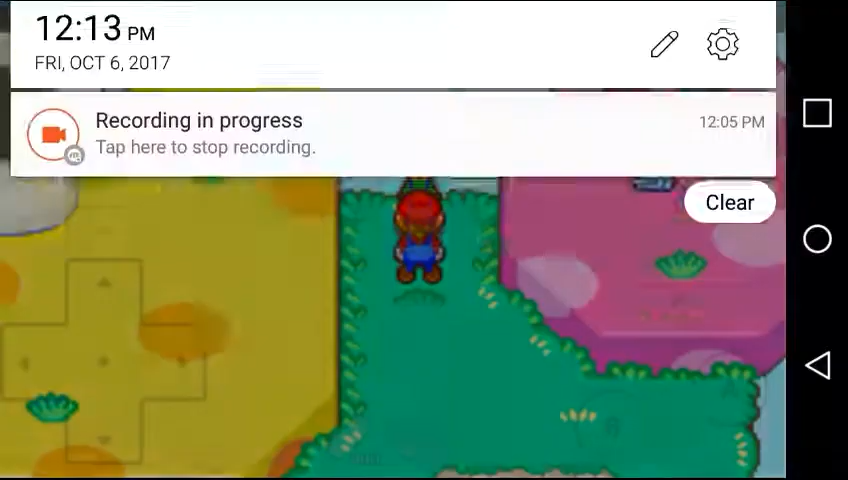 12:13 PM
FRI, OCT 6, 2017
Recording in progress
12:05 PM
Tap here to stop recording.
Clear
B